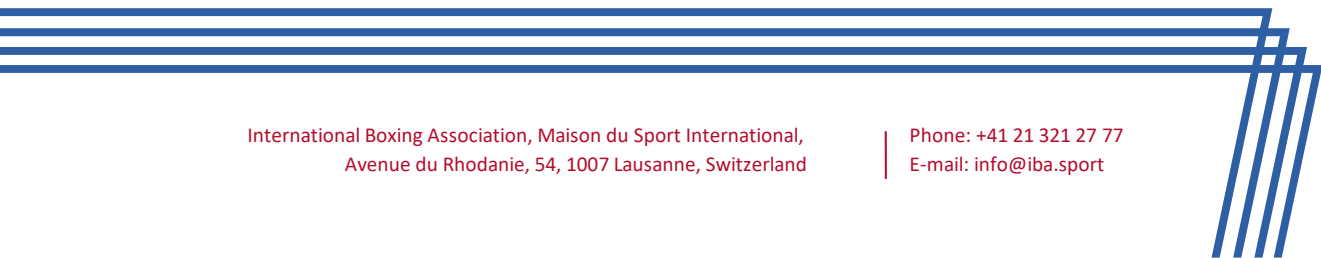 International Boxing Association, Maison du Sport International,
Avenue du Rhodanie, 54, 1007 Lausanne, Switzerland
Phone: +41 21 321 27 77
E-mail: info@iba.sport